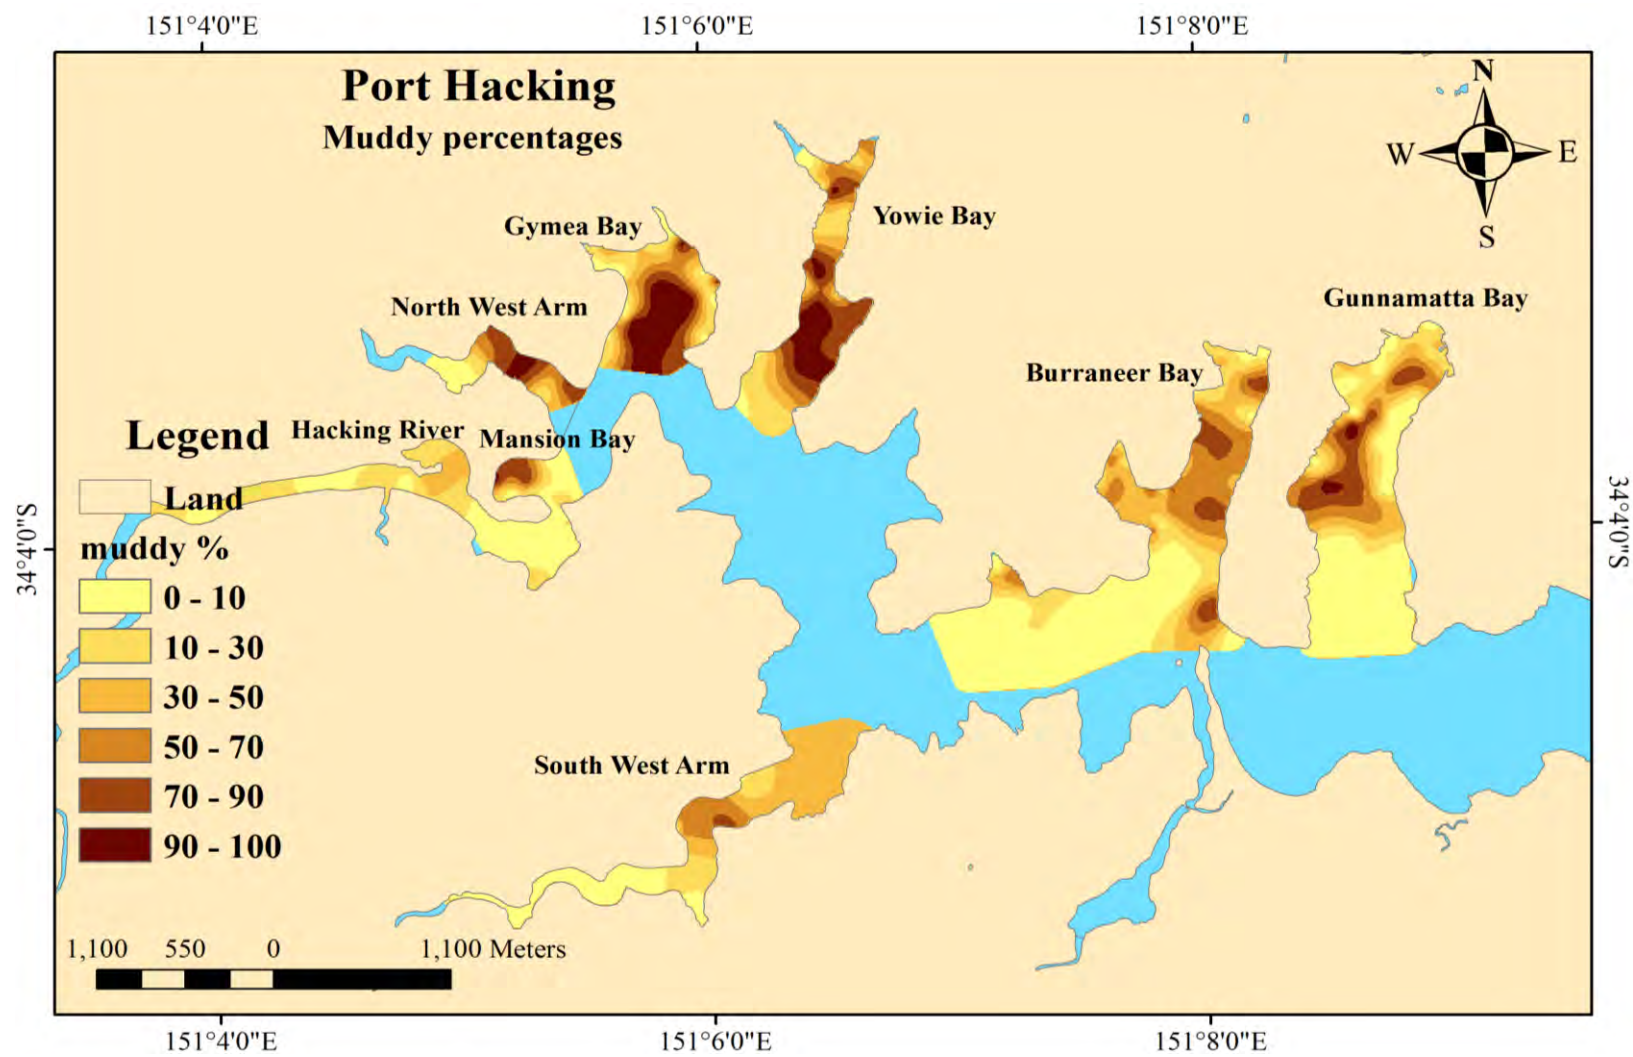 151°4'0"E 151°6'0"E 151°8'0"E
Port Hacking
Muddy percentages
N
W E
S
Gymea Bay
Yowie Bay
North West Arm
Gunnamatta Bay
Burraneer Bay
Hacking River
Mansion Bay
South West Arm
34°4'0"S
34°4'0"S
Legend
Land
muddy %
0 - 10
10 - 30
30 - 50
50 - 70
70 - 90
90 - 100
1,100 550 0 1,100 Meters
151°4'0"E 151°6'0"E 151°8'0"E